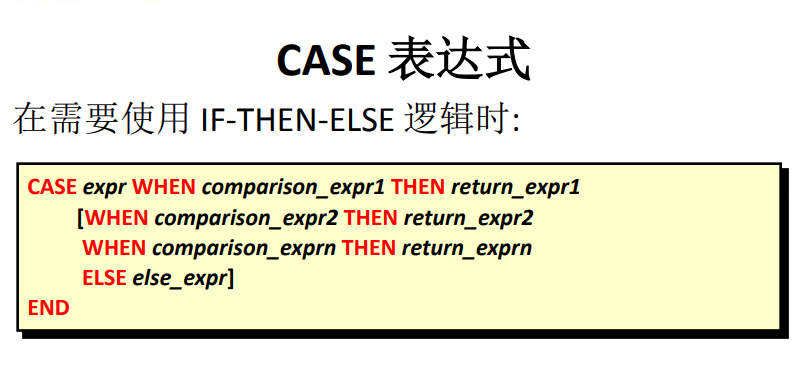 CASE 表达式
在需要使用 IF-THEN-ELSE 逻辑时:
CASE expr WHEN comparison_expr1 THEN return_expr1
[WHEN comparison_expr2 THEN return_expr2
WHEN comparison_exprn THEN return_exprn
ELSE else_expr]
END